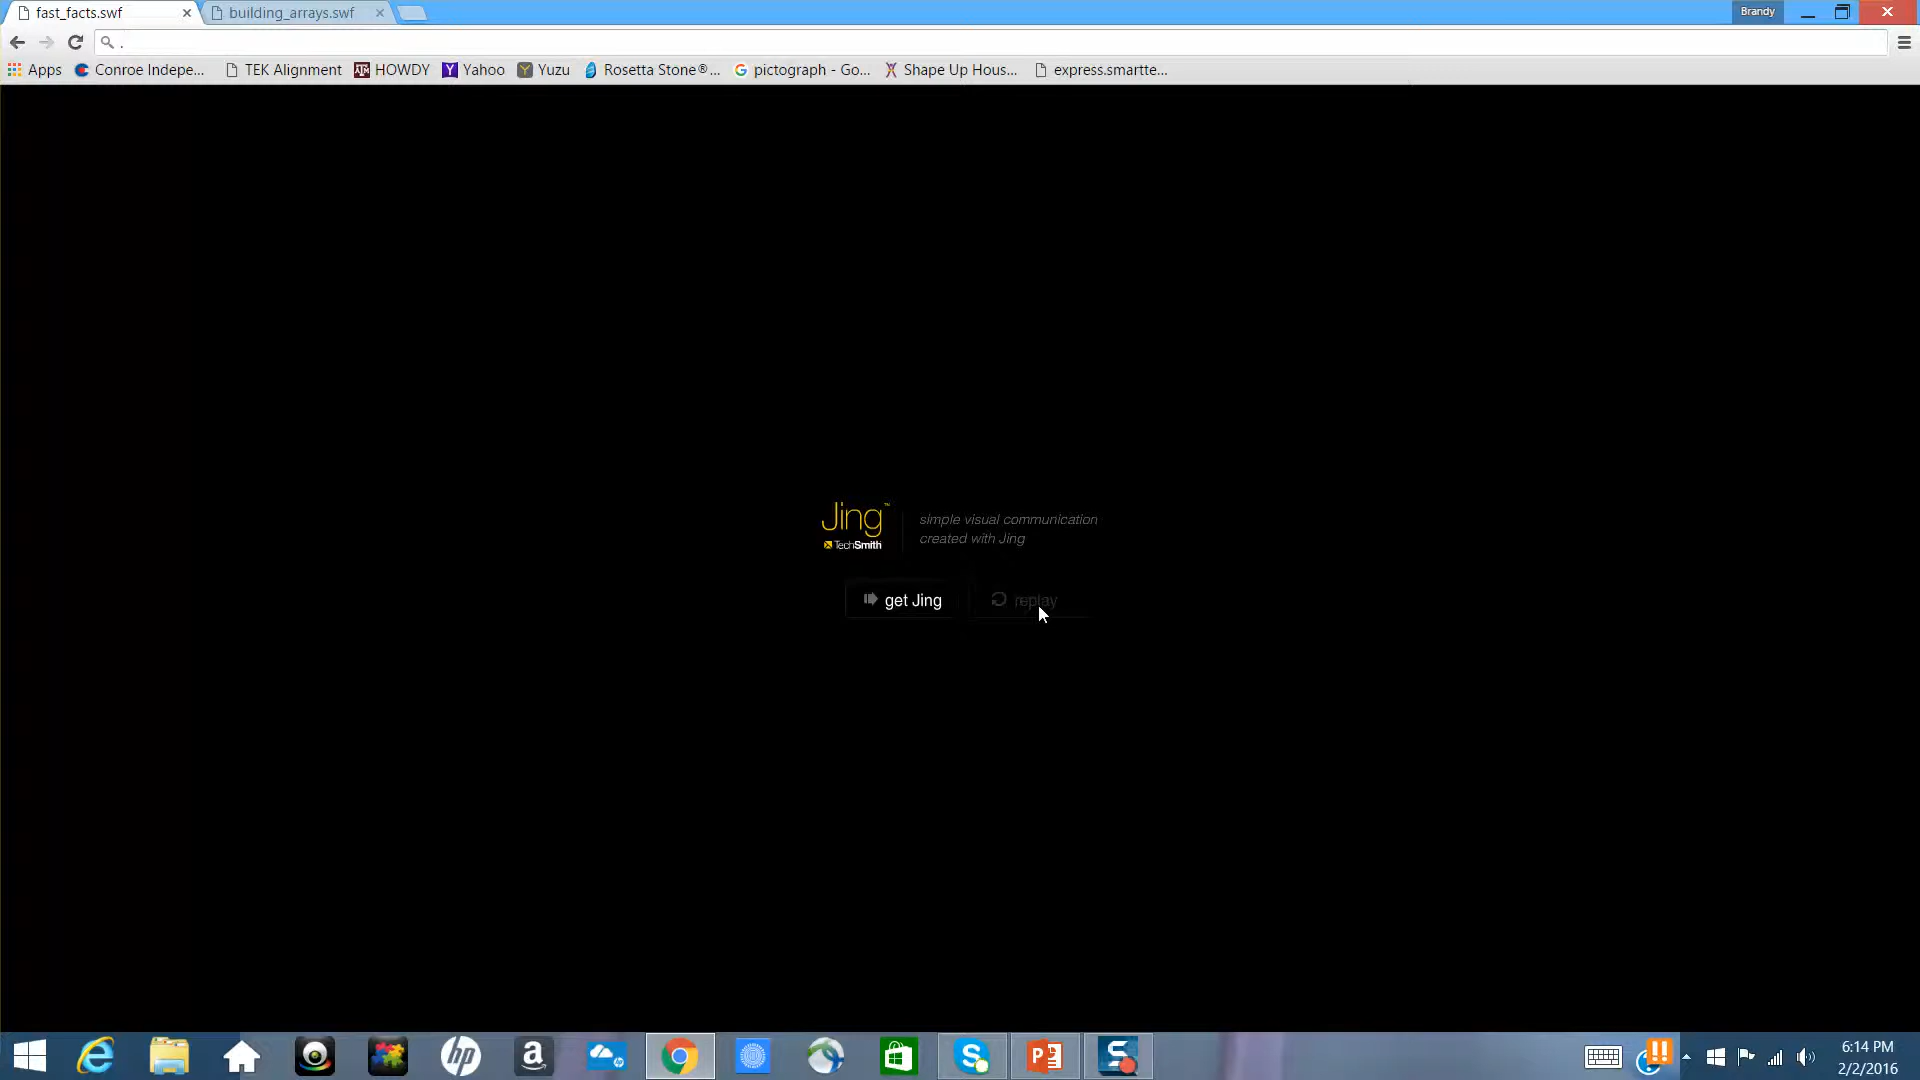 fast_facts.swf
building_arrays.swf
Brandy
.
Apps
Conroe Indepe...
TEK Alignment
HOWDY
Yahoo
Yuzu
Rosetta Stone®...
pictograph - Go...
Shape Up Hous...
express.smartte...
Jing™
TechSmith
simple visual communication
created with Jing
get Jing
replay
6:14 PM
2/2/2016